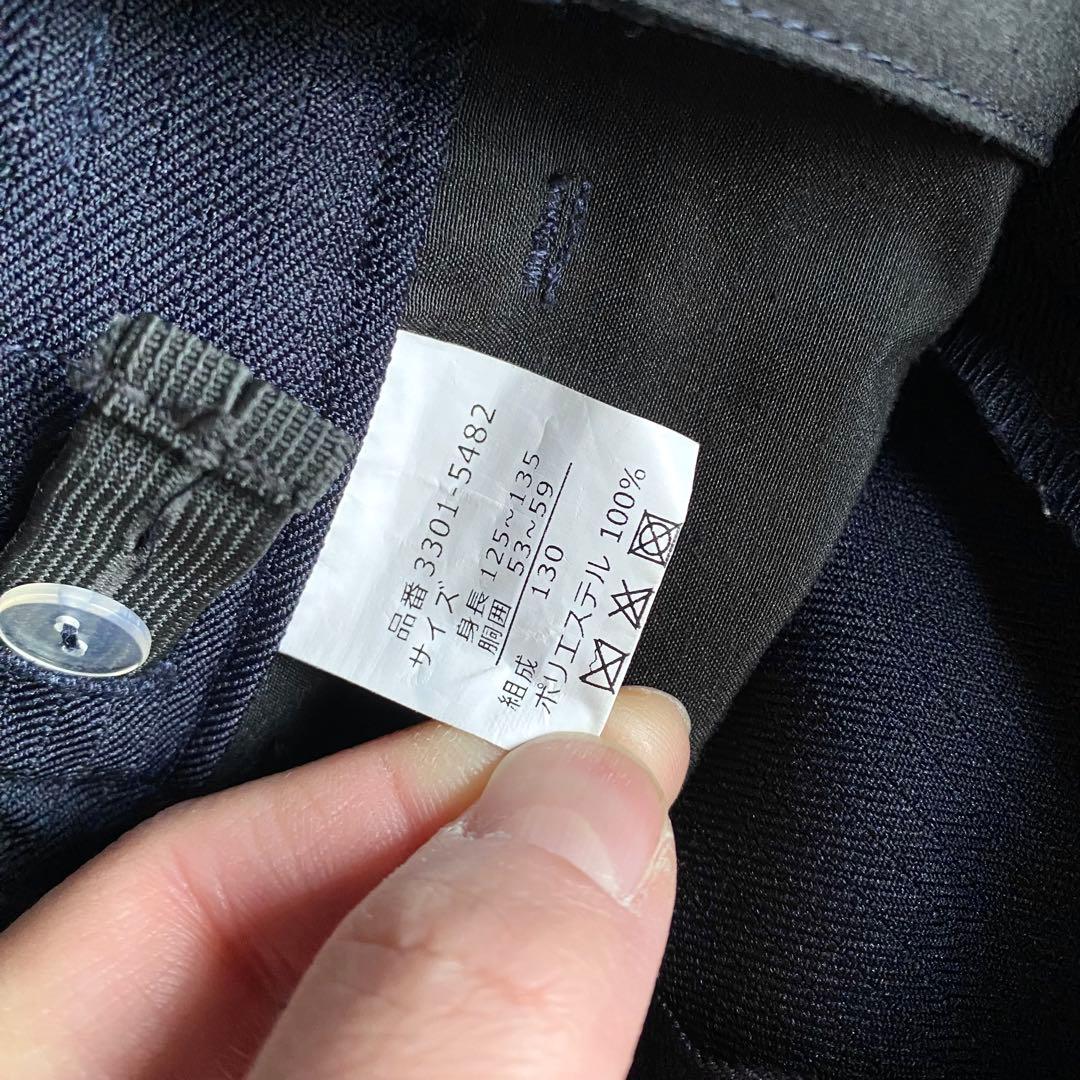 品番 3301-5482
サイズ
身長 125~135
胴囲 53~59
130
組成
ポリエステル 100%